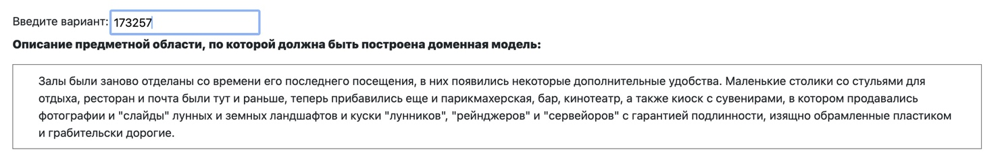 Введите вариант: 173257
Описание предметной области, по которой должна быть построена доменная модель:
Залы были заново отделаны со времени его последнего посещения, в них появились некоторые дополнительные удобства. Маленькие столики со стульями для
отдыха, ресторан и почта были тут и раньше, теперь прибавились еще и парикмахерская, бар, кинотеатр, а также киоск с сувенирами, в котором продавались
фотографии и "слайды" лунных и земных ландшафтов и куски "лунников", "рейнджеров" и "сервейоров" с гарантией подлинности, изящно обрамленные пластиком
и грабительски дорогие.